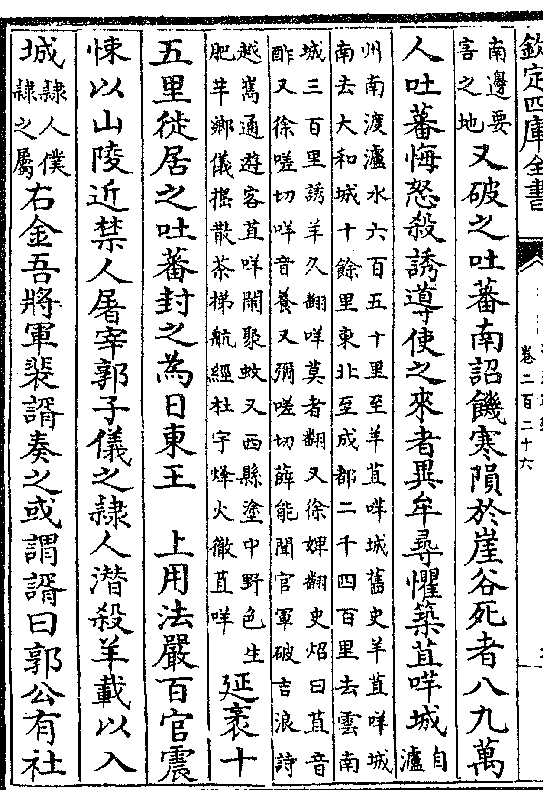 欽定四庫全書
卷二百二十六
南邊要
害之地
又破之吐蕃南詔饑寒隕於崖谷死者八九萬
人吐蕃悔怒殺誘導使之來者異牟尋懼築苴咩城
自
瀘
州南渡瀘水六百五十里至羊苴咩城舊史羊苴咩城
南去大和城十餘里東北至成都二千四百里去雲南
城三百里誘羊久翻咩莫者翻又徐婢翻史炤曰苴音
酢又徐嗟切咩音養又彌嗟切薛能聞官軍破吉浪詩
越嶲通遊客苴咩閙聚蚊又西縣塗中野色生
肥芋鄉儀搖散茶梯航經杜宇烽火徹苴咩
延袤十
五里徙居之吐蕃封之為日東王　上用法嚴百官震
悚以山陵近禁人屠宰郭子儀之隸人潛殺羊載以入
城
隸人僕
隸之屬
右金吾將軍裴諝奏之或謂諝曰郭公有社